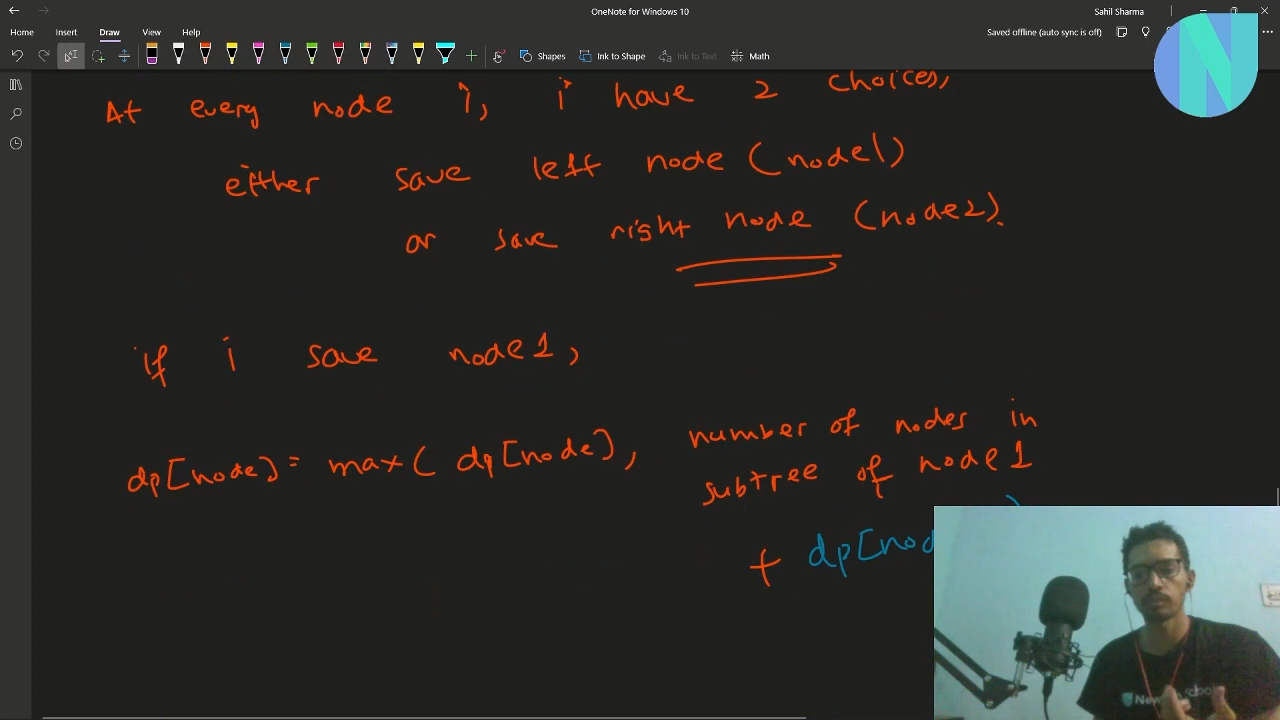 OneNote for Windows 10
Sahil Sharma
Home Insert Draw View Help
Saved offline (auto sync is off)
Shapes Ink to Shape Ink to Text Math
At every node i, i have 2 choices,
either save left node (node1)
or save right node (node2).
if i save node1,
dp[node] = max( dp[node], number of nodes in
subtree of node 1
+ dp[nod